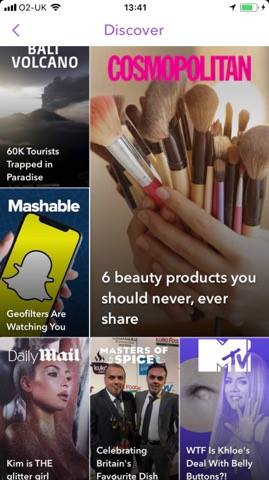 O2-UK 13:41
Discover
BALI
VOLCANO
60K Tourists
Trapped in
Paradise
COSMOPOLITAN
6 beauty products you
should never, ever
share
Mashable
Geofilters Are
Watching You
Daily Mail
Kim is THE
glitter girl
MASTERS OF
SPICE
Celebrating
Britain's
Favourite Dish
MTV
WTF Is Khloe's
Deal With Belly
Buttons?!